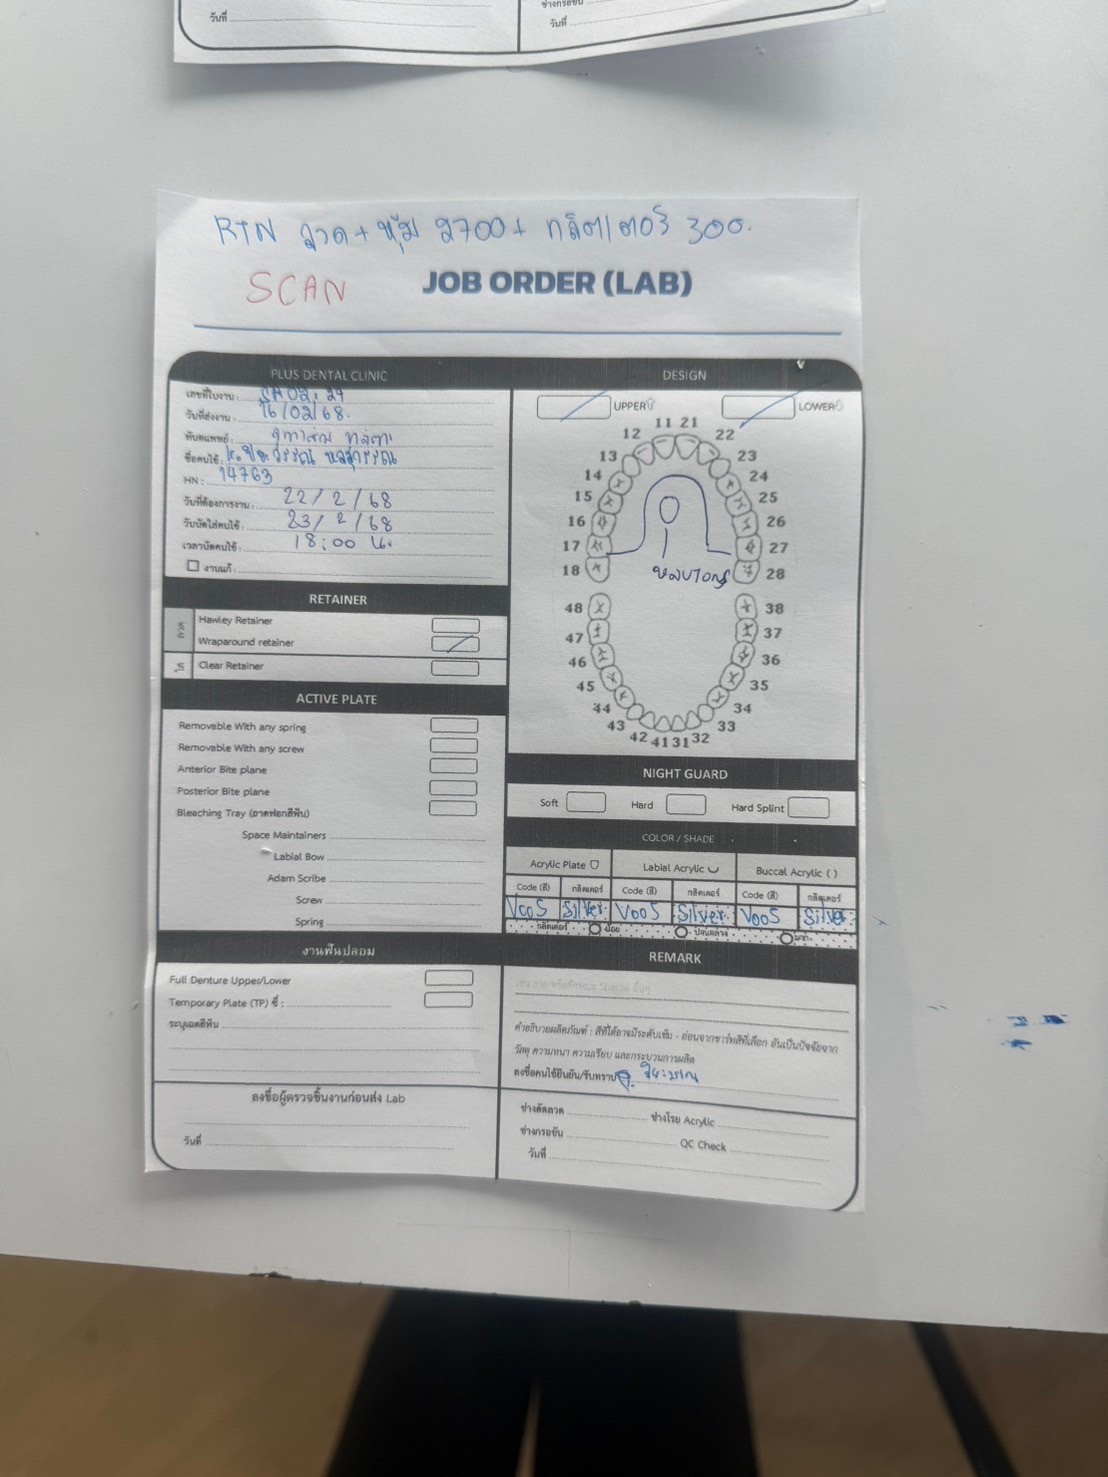 วันที่
วันที่
RTN ลวด+หุ้ม 2700+ กลิตเตอร์ 300.
SCAN
JOB ORDER (LAB)
PLUS DENTAL CLINIC
เลขที่ใบงาน :
วันที่ส่งงาน : 16/02/68.
ทันตแพทย์ :
ชื่อคนไข้ :
HN : 14763
วันที่ต้องการงาน : 22/2/68
วันนัดใส่คนไข้ : 23/2/68
เวลานัดคนไข้ : 18:00 น.
งานแก้ :
RETAINER
ลวด
Hawley Retainer
Wraparound retainer
ใส
Clear Retainer
ACTIVE PLATE
Removable With any spring
Removable With any screw
Anterior Bite plane
Posterior Bite plane
Bleaching Tray (ถาดฟอกสีฟัน)
Space Maintainers
Labial Bow
Adam Scribe
Screw
Spring
งานฟันปลอม
Full Denture Upper/Lower
Temporary Plate (TP) ซี่ :
ระบุเฉดสีฟัน
ลงชื่อผู้ตรวจชิ้นงานก่อนส่ง Lab
วันที่
DESIGN
UPPER
LOWER
11 21
12 22
13 23
14 24
15 25
16 26
17 27
18 28
48 38
47 37
46 36
45 35
44 34
43 33
42 41 31 32
NIGHT GUARD
Soft Hard Hard Splint
COLOR / SHADE
Acrylic Plate Labial Acrylic Buccal Acrylic ( )
Code (สี) กลิตเตอร์ Code (สี) กลิตเตอร์ Code (สี) กลิตเตอร์
V005 Silver V005 Silver V005 Silver
กลิตเตอร์ น้อย ปานกลาง มาก
REMARK
คำอธิบายผลิตภัณฑ์ : สีที่ได้อาจมีระดับเข้ม - อ่อนจากชาร์ทสีที่เลือก อันเป็นปัจจัยจาก
วัสดุ ความหนา ความเรียบ และกระบวนการผลิต
ลงชื่อคนไข้ยืนยัน/รับทราบ
ช่างดัดลวด ช่างโรย Acrylic
ช่างกรอขัน QC Check
วันที่